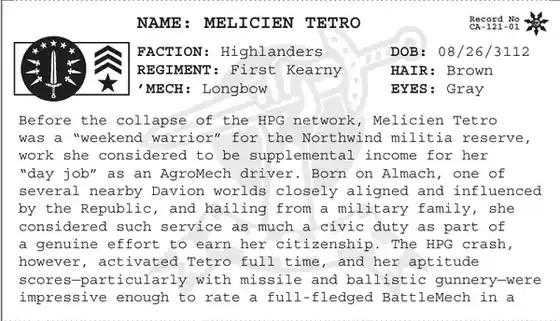 NAME: MELICIEN TETRO
Record No
CA-121-01
FACTION: Highlanders
DOB: 08/26/3112
REGIMENT: First Kearny
HAIR: Brown
'MECH: Longbow
EYES: Gray
Before the collapse of the HPG network, Melicien Tetro
was a “weekend warrior” for the Northwind militia reserve,
work she considered to be supplemental income for her
“day job” as an AgroMech driver. Born on Almach, one of
several nearby Davion worlds closely aligned and influenced
by the Republic, and hailing from a military family, she
considered such service as much a civic duty as part of
a genuine effort to earn her citizenship. The HPG crash,
however, activated Tetro full time, and her aptitude
scores—particularly with missile and ballistic gunnery—were
impressive enough to rate a full-fledged BattleMech in a